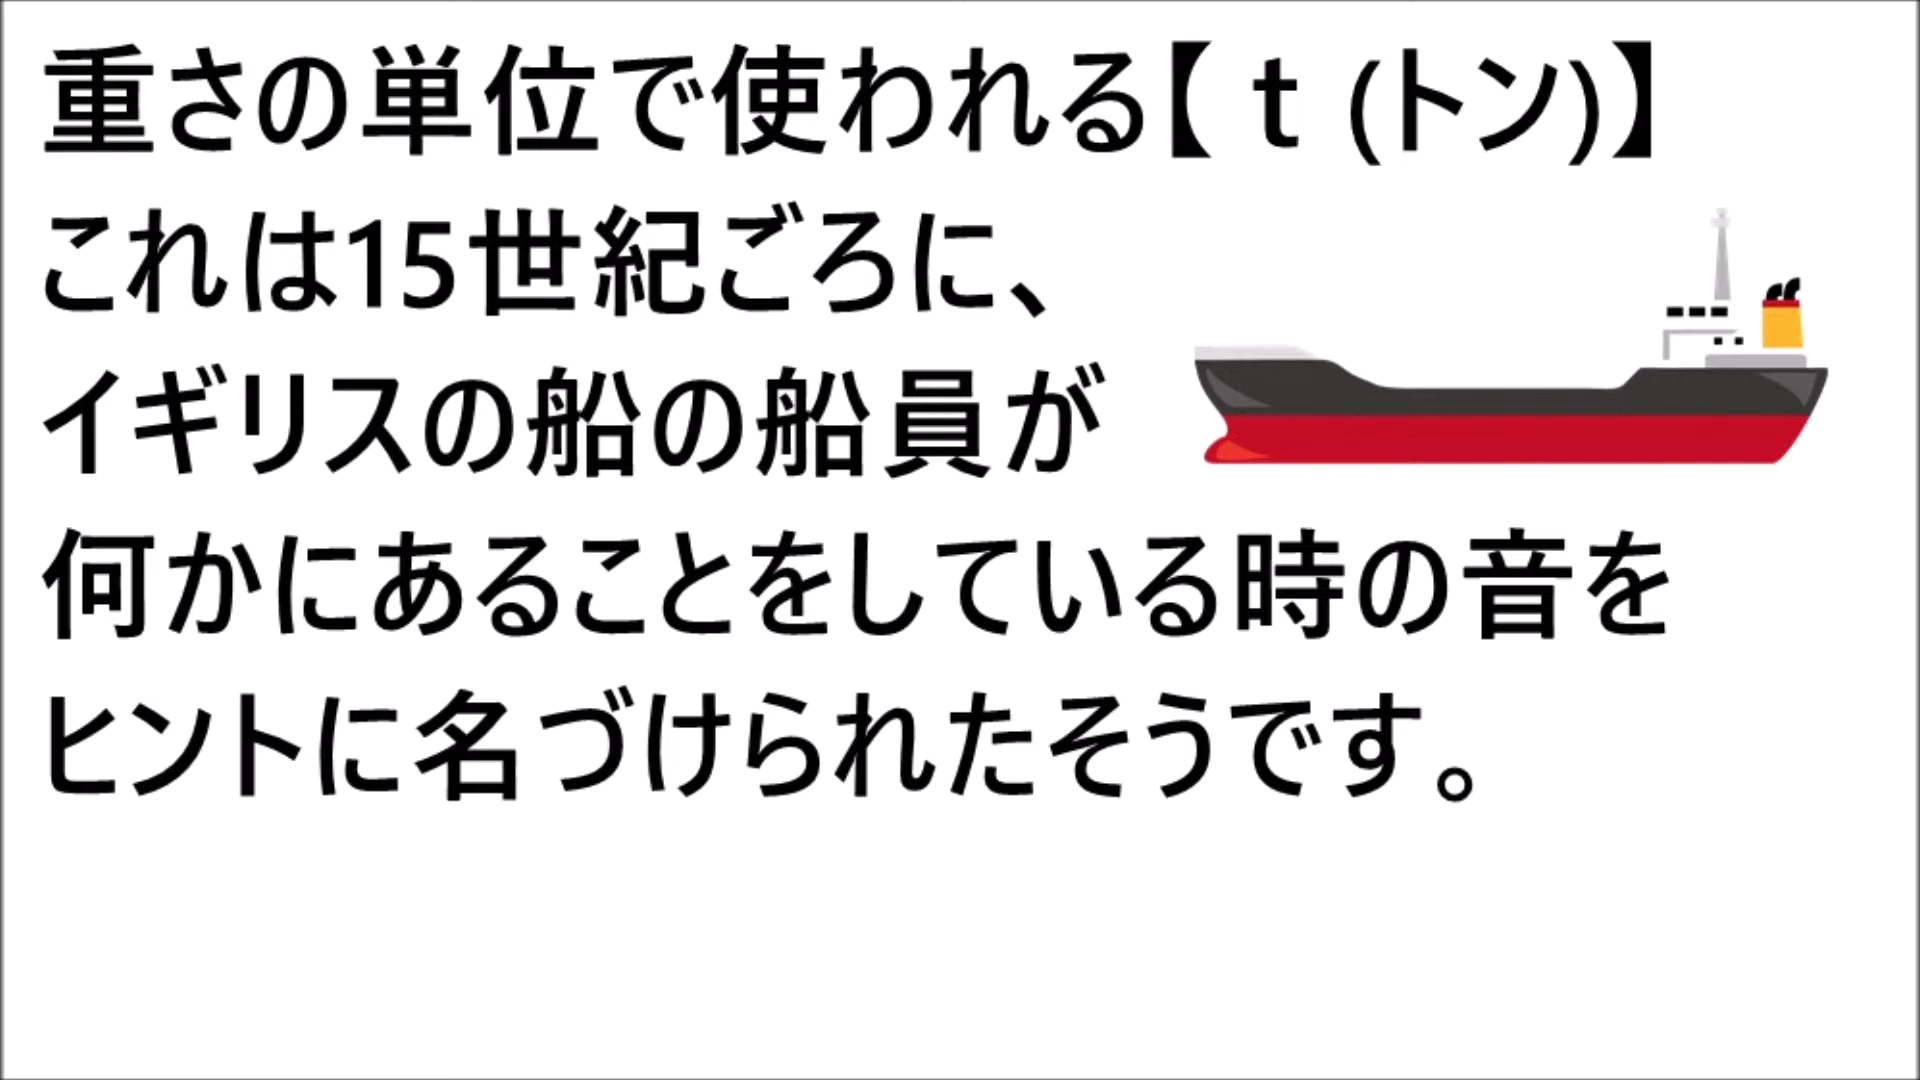 重さの単位で使われる【 t (トン)】
これは15世紀ごろに、
イギリスの船の船員が
何かにあることをしている時の音を
ヒントに名づけられたそうです。